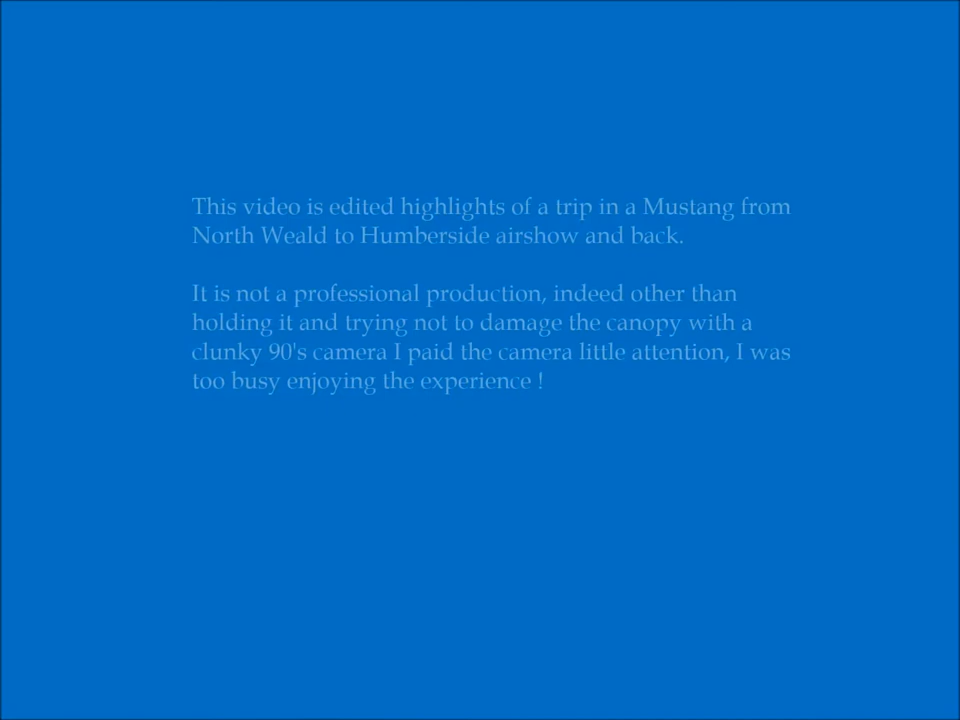 This video is edited highlights of a trip in a Mustang from
North Weald to Humberside airshow and back.
It is not a professional production, indeed other than
holding it and trying not to damage the canopy with a
clunky 90's camera I paid the camera little attention, I was
too busy enjoying the experience !